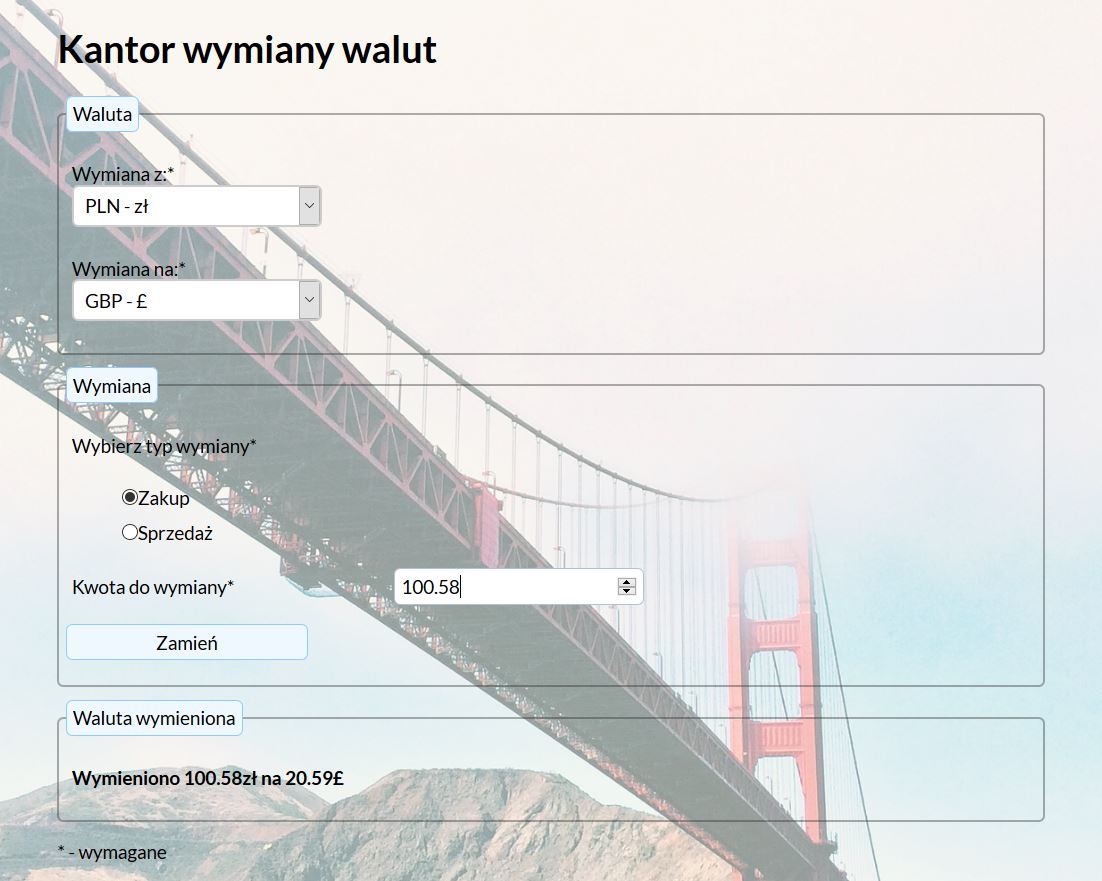 Kantor wymiany walut
Waluta
Wymiana z:*
PLN - zł
Wymiana na:*
GBP - £
Wymiana
Wybierz typ wymiany*
Zakup
Sprzedaż
Kwota do wymiany* 100.58
Zamień
Waluta wymieniona
Wymieniono 100.58zł na 20.59£
* - wymagane